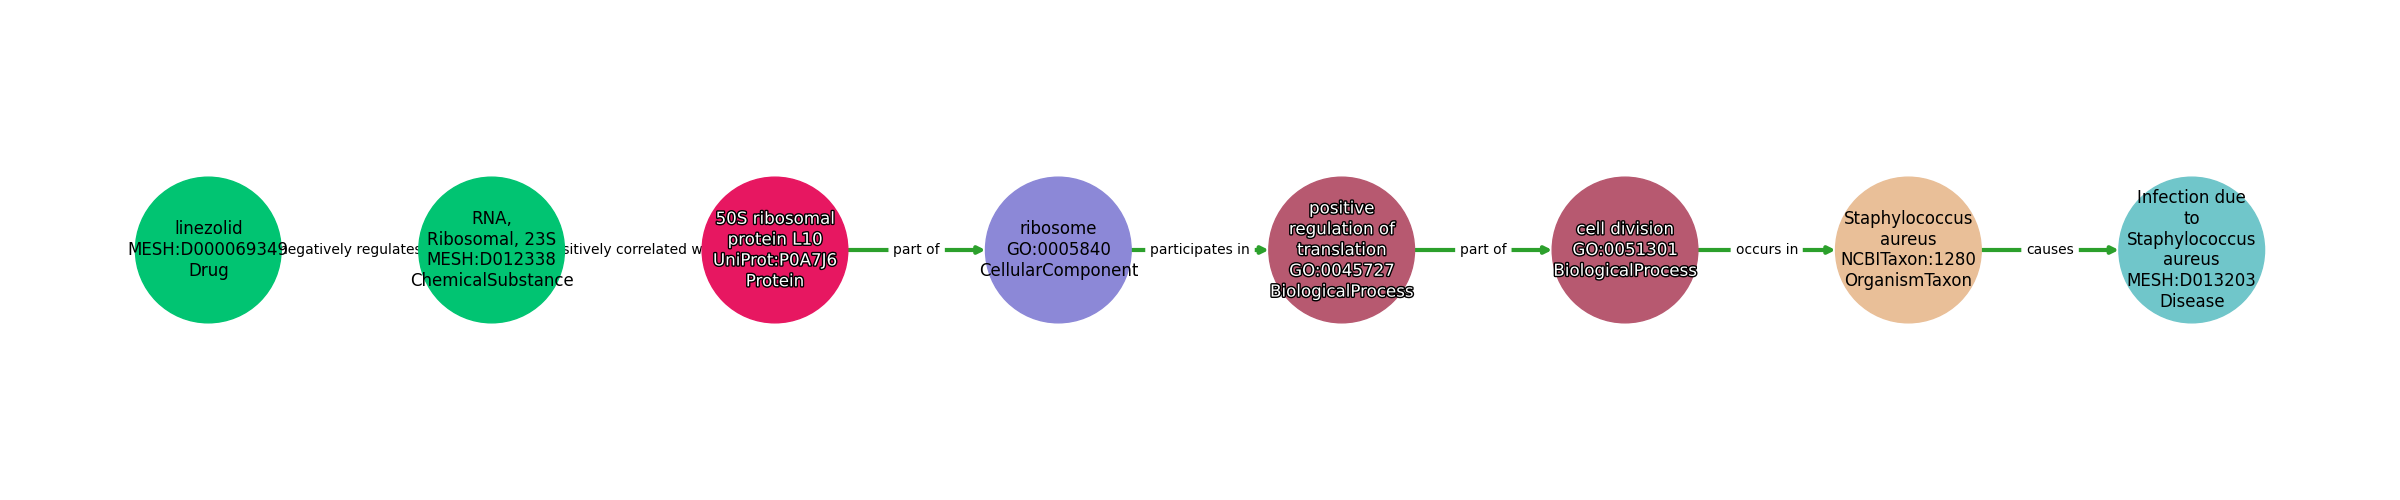 linezolid
MESH:D000069349
Drug
negatively regulates
RNA,
Ribosomal, 23S
MESH:D012338
ChemicalSubstance
correlated
50S ribosomal
protein L10
UniProt:P0A7J6
Protein
part of
ribosome
GO:0005840
CellularComponent
participates in
positive
regulation of
translation
GO:0045727
BiologicalProcess
part of
cell division
GO:0051301
BiologicalProcess
occurs in
Staphylococcus
aureus
NCBITaxon:1280
OrganismTaxon
causes
Infection due
to
Staphylococcus
aureus
MESH:D013203
Disease